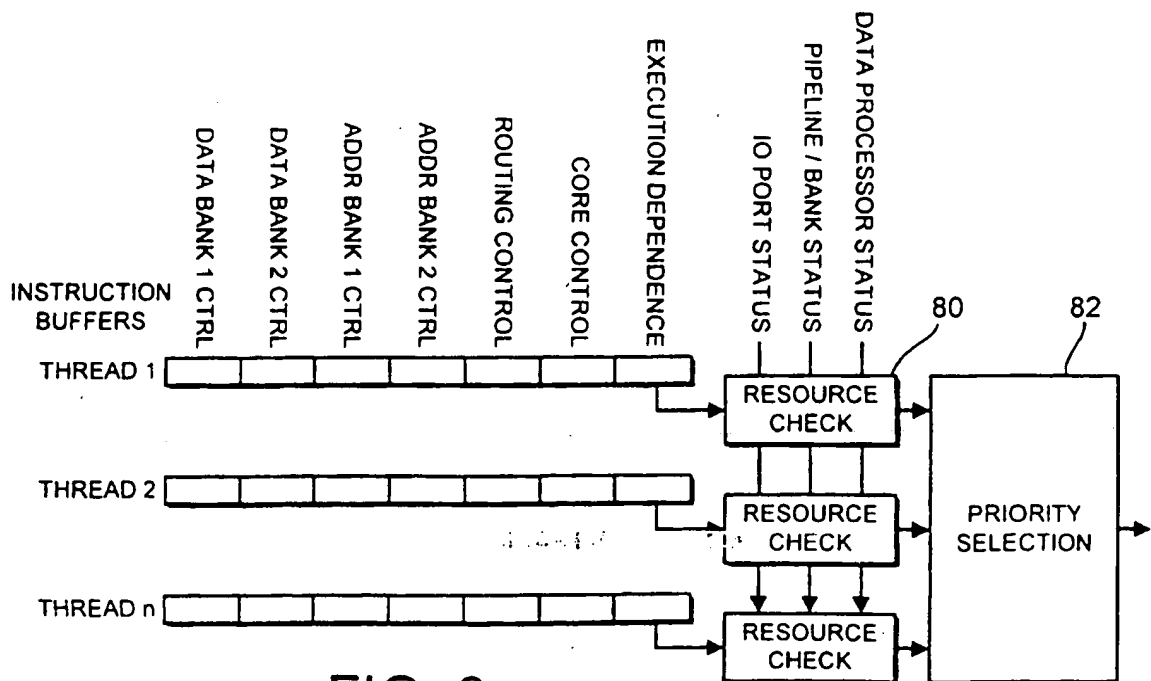 DATA BANK 1 CTRL
DATA BANK 2 CTRL
ADDR BANK 1 CTRL
ADDR BANK 2 CTRL
ROUTING CONTROL
CORE CONTROL
EXECUTION DEPENDENCE
IO PORT STATUS
PIPELINE / BANK STATUS
DATA PROCESSOR STATUS
INSTRUCTION
BUFFERS
80
82
THREAD 1
RESOURCE
CHECK
THREAD 2
RESOURCE
CHECK
PRIORITY
SELECTION
THREAD n
RESOURCE
CHECK